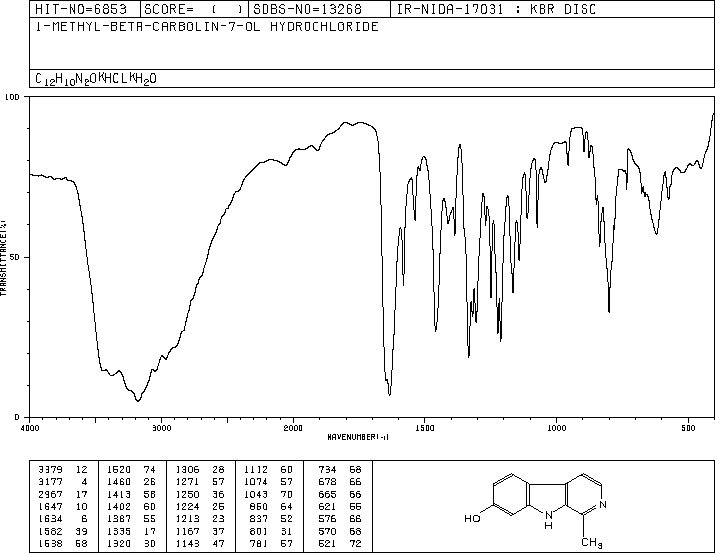 HIT-NO=6853 SCORE= ( ) SDBS-NO=13268 IR-NIDA-17031 : KBR DISC
1-METHYL-BETA-CARBOLIN-7-OL HYDROCHLORIDE
C12H10N2O*HCL*H2O
100
TRANSMITTANCE(%)
50
0
4000 3000 2000 1500 1000 500
WAVENUMBER(-1)
3379 12 1520 74 1306 28 1112 60 734 68
3177 4 1460 26 1271 57 1074 57 678 66
2967 17 1413 58 1250 36 1043 70 665 66
1647 10 1402 60 1224 25 850 64 621 55
1634 6 1387 55 1213 23 837 52 576 66
1582 39 1335 17 1167 37 801 31 570 68
1538 58 1320 30 1143 47 781 57 521 72
HO
N
H
N
CH3